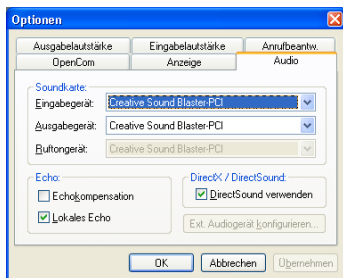 Optionen
Ausgabelautstärke Eingabelautstärke Anrufbeantw.
OpenCom Anzeige Audio
Soundkarte:
Eingabegerät: Creative Sound Blaster-PCI
Ausgabegerät: Creative Sound Blaster-PCI
Ruftongerät: Creative Sound Blaster-PCI
Echo: DirectX / DirectSound:
Echokompensation DirectSound verwenden
Lokales Echo Ext. Audiogerät konfigurieren...
OK Abbrechen Übernehmen